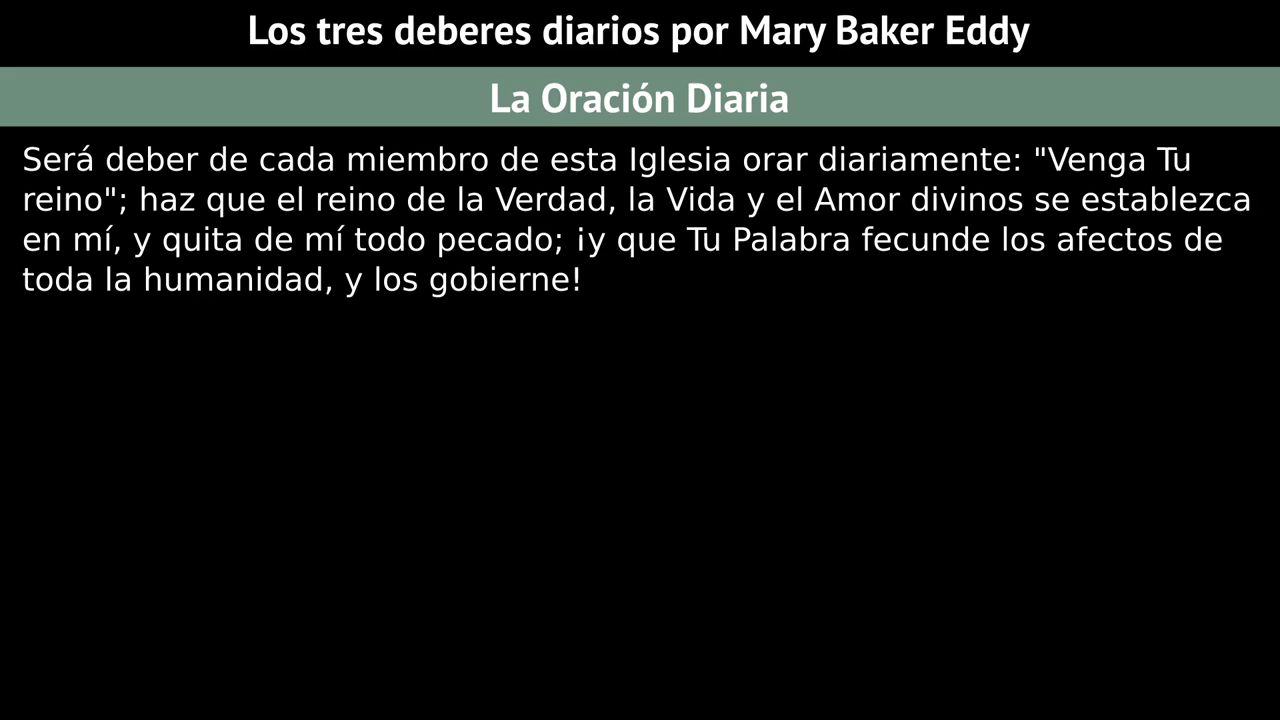 Los tres deberes diarios por Mary Baker Eddy
La Oración Diaria
Será deber de cada miembro de esta Iglesia orar diariamente: "Venga Tu
reino"; haz que el reino de la Verdad, la Vida y el Amor divinos se establezca
en mí, y quita de mí todo pecado; ¡y que Tu Palabra fecunde los afectos de
toda la humanidad, y los gobierne!